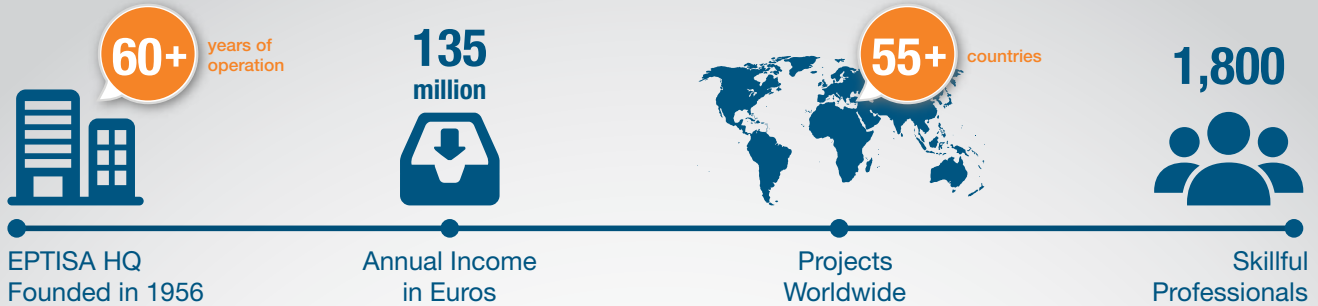 60+
years of
operation
EPTISA HQ
Founded in 1956
135
million
Annual Income
in Euros
55+
countries
Projects
Worldwide
1,800
Skillful
Professionals